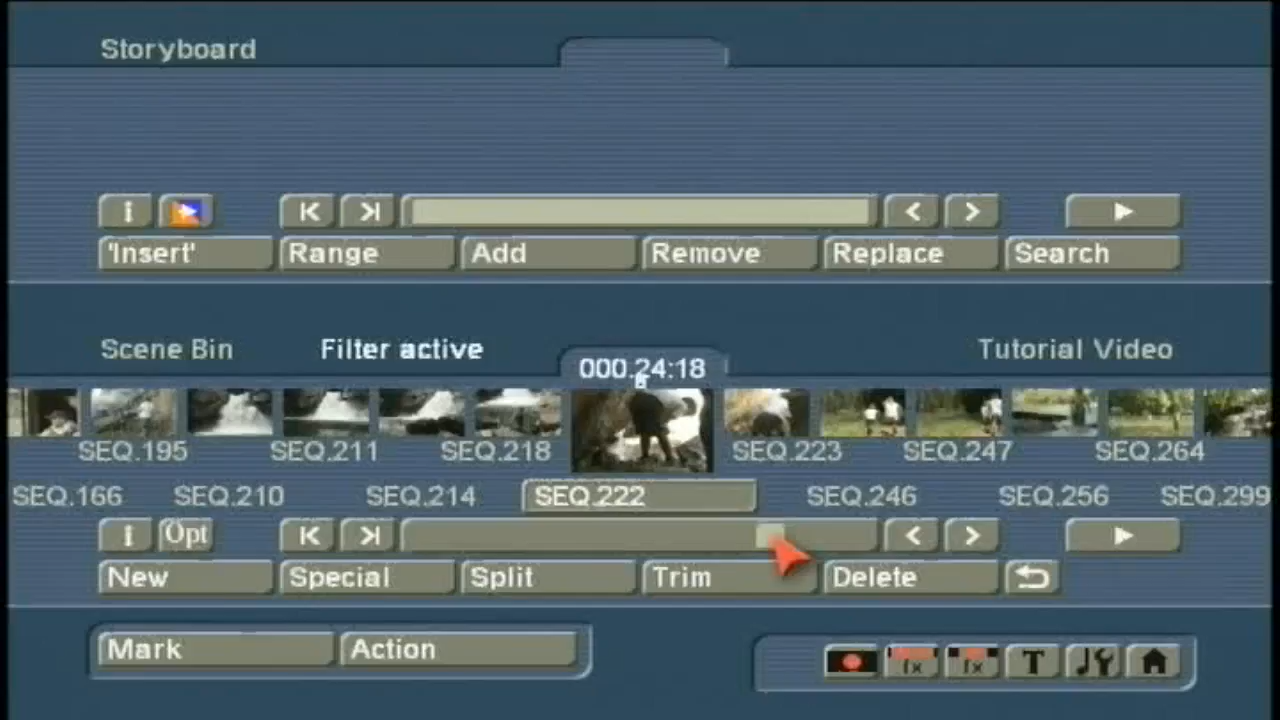 Storyboard
i
'Insert' Range Add Remove Replace Search
Scene Bin Filter active Tutorial Video
000.24:18
SEQ.195 SEQ.211 SEQ.218 SEQ.223 SEQ.247 SEQ.264
SEQ.166 SEQ.210 SEQ.214 SEQ.222 SEQ.246 SEQ.256 SEQ.299
i Opt
New Special Split Trim Delete
Mark Action
fx fx T